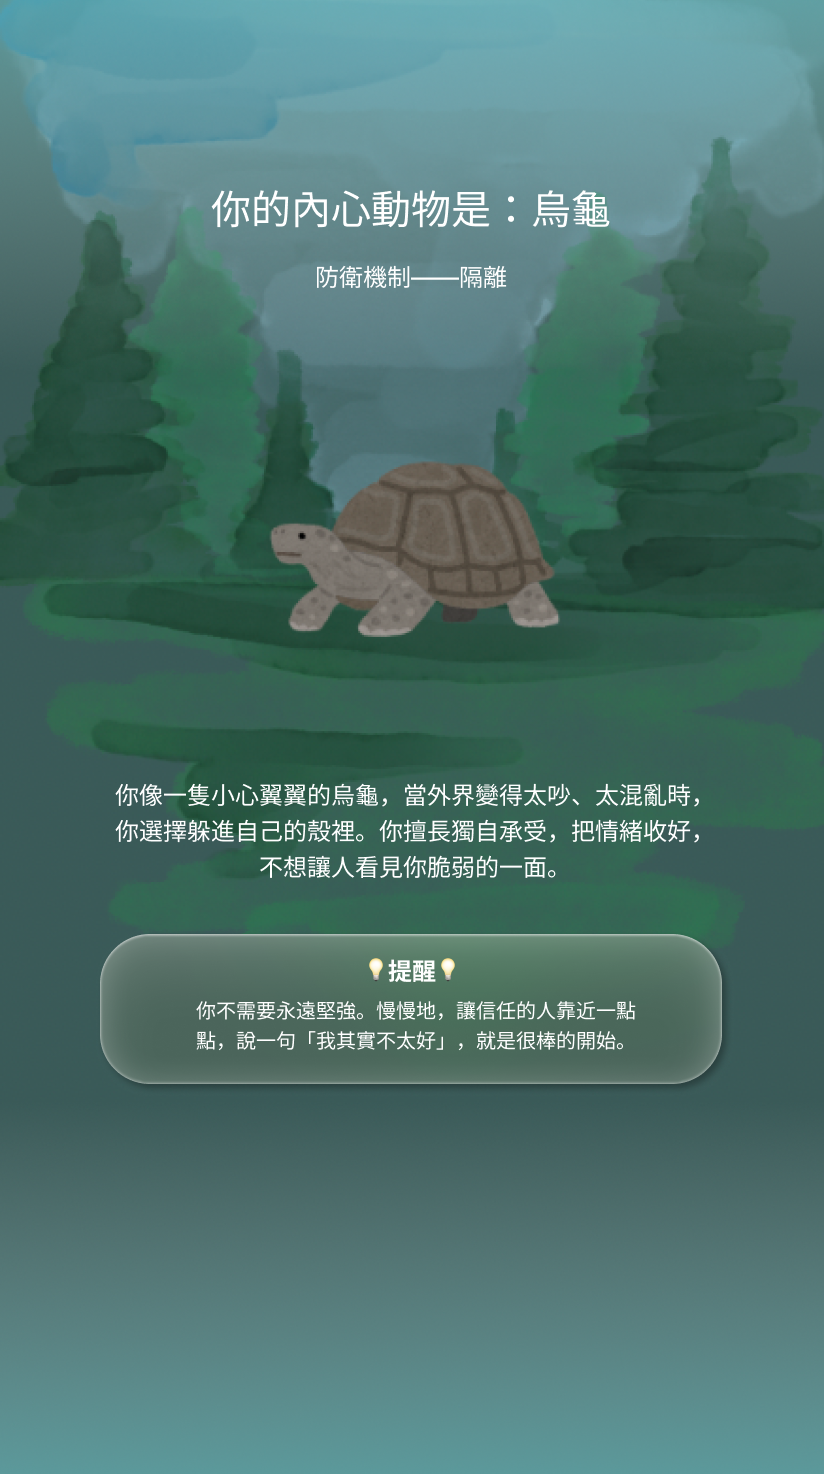 你的內心動物是：烏龜
防衛機制——隔離
你像一隻小心翼翼的烏龜，當外界變得太吵、太混亂時，
你選擇躲進自己的殼裡。你擅長獨自承受，把情緒收好，
不想讓人看見你脆弱的一面。
💡提醒💡
你不需要永遠堅強。慢慢地，讓信任的人靠近一點
點，說一句「我其實不太好」，就是很棒的開始。